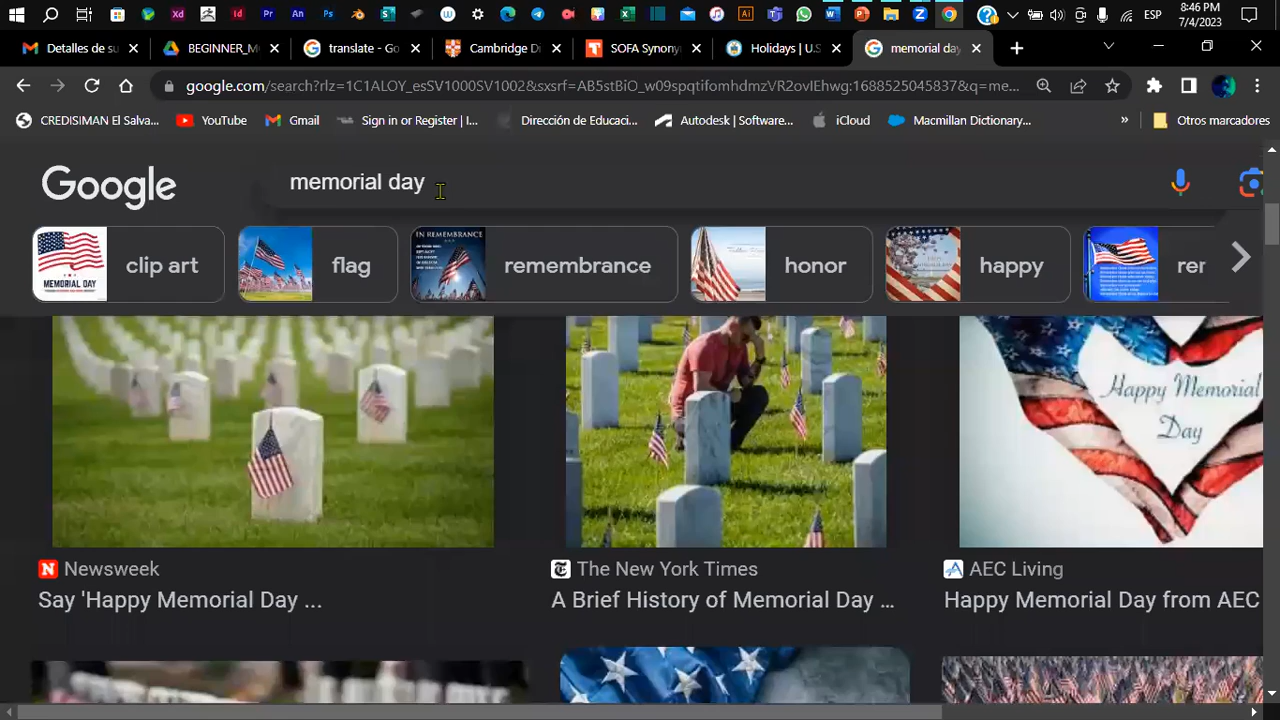 8:46 PM
ESP
7/4/2023
Detalles de su
BEGINNER_M
translate - Go
Cambridge Di
SOFA Synony
Holidays | U.S
memorial day
google.com/search?rlz=1C1ALOY_esSV1000SV1002&sxsrf=AB5stBiO_w09spqtifomhdmzVR2ovIEhwg:1688525045837&q=me...
CREDISIMAN El Salva...
YouTube
Gmail
Sign in or Register | I...
Dirección de Educaci...
Autodesk | Software...
iCloud
Macmillan Dictionary...
»
Otros marcadores
Google
memorial day
MEMORIAL DAY
clip art
flag
IN REMEMBRANCE
remembrance
honor
happy
rer
Happy Memorial
Day
Newsweek
The New York Times
AEC Living
Say 'Happy Memorial Day ...
A Brief History of Memorial Day ...
Happy Memorial Day from AEC